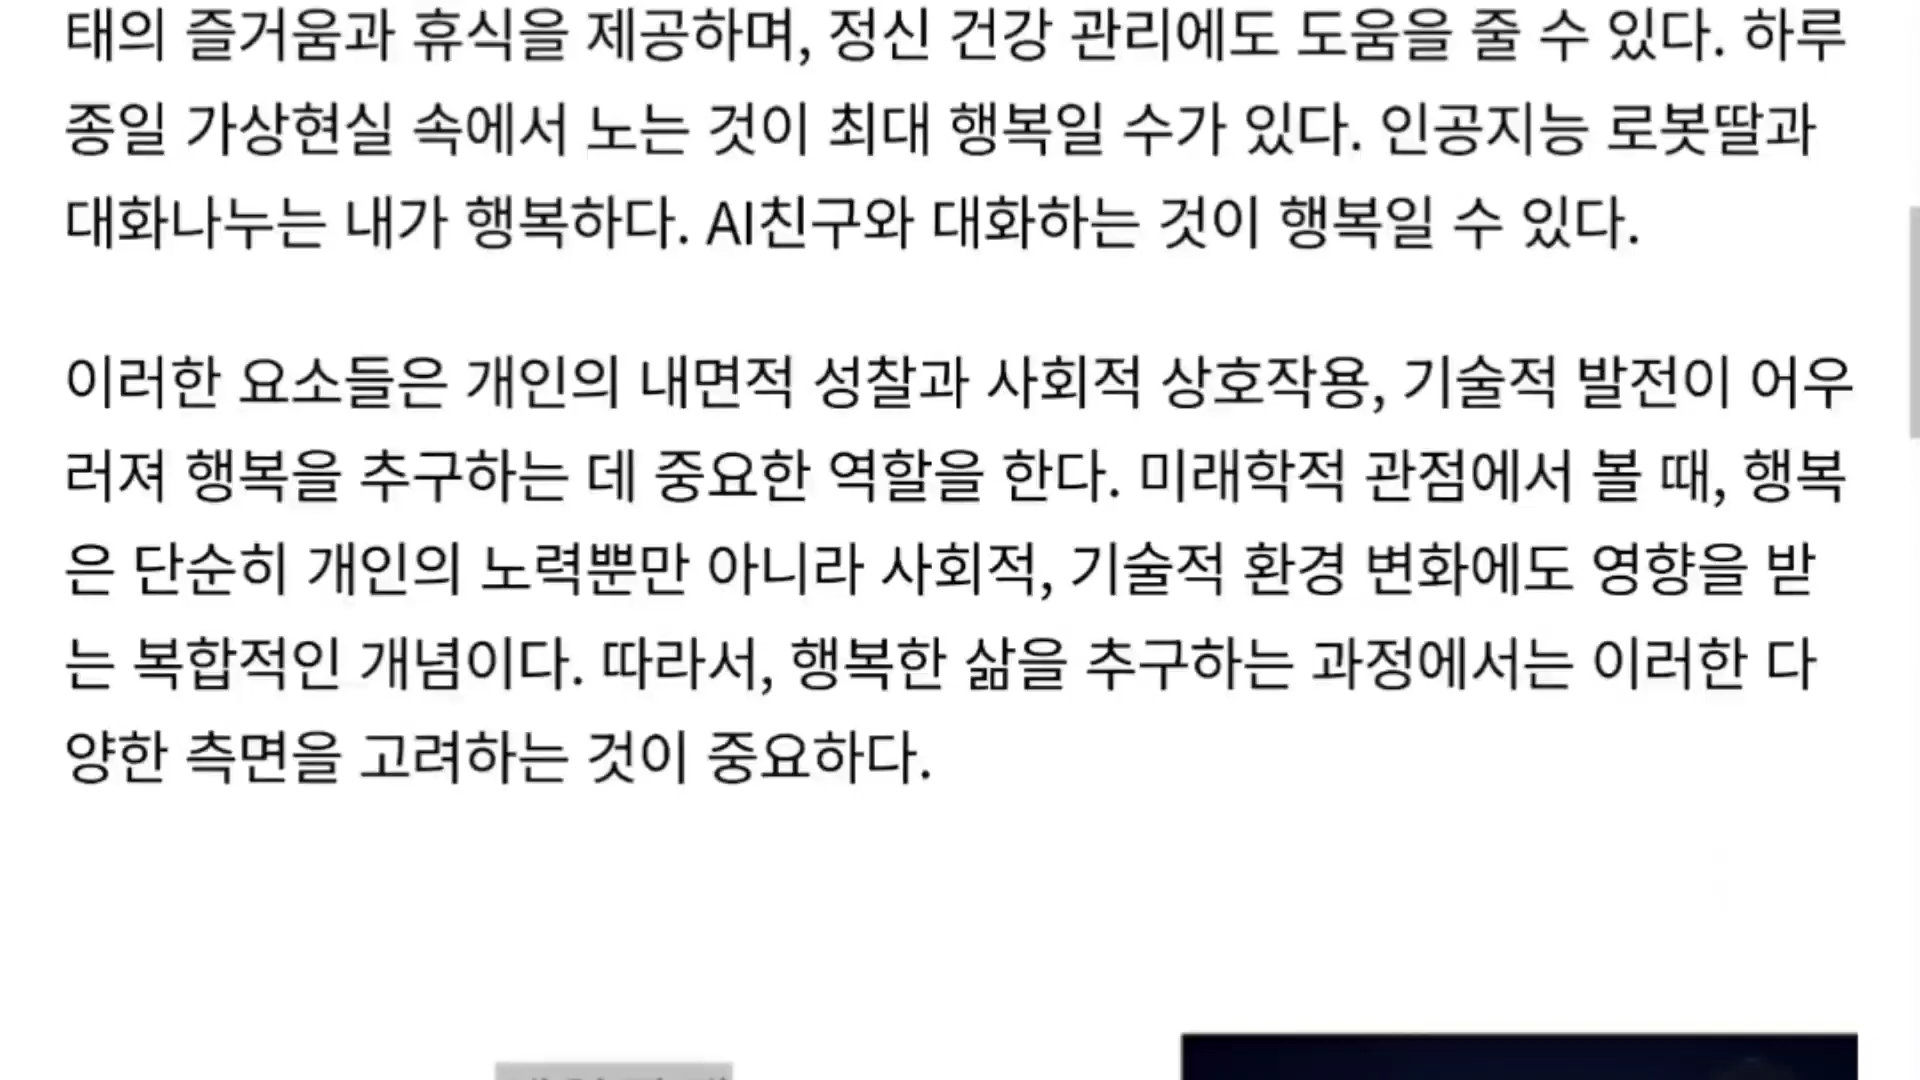 태의 즐거움과 휴식을 제공하며, 정신 건강 관리에도 도움을 줄 수 있다. 하루
종일 가상현실 속에서 노는 것이 최대 행복일 수가 있다. 인공지능 로봇딸과
대화나누는 내가 행복하다. AI친구와 대화하는 것이 행복일 수 있다.
이러한 요소들은 개인의 내면적 성찰과 사회적 상호작용, 기술적 발전이 어우
러져 행복을 추구하는 데 중요한 역할을 한다. 미래학적 관점에서 볼 때, 행복
은 단순히 개인의 노력뿐만 아니라 사회적, 기술적 환경 변화에도 영향을 받
는 복합적인 개념이다. 따라서, 행복한 삶을 추구하는 과정에서는 이러한 다
양한 측면을 고려하는 것이 중요하다.